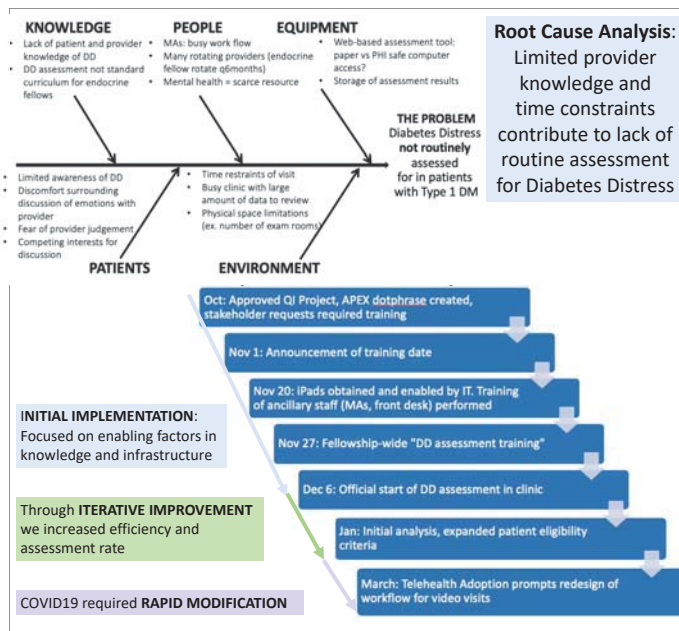 KNOWLEDGE
• Lack of patient and provider
knowledge of DD
• DD assessment not standard
curriculum for endocrine
fellows
PEOPLE
• MAs: busy work flow
• Many rotating providers (endocrine
fellow rotate q6months)
• Mental health = scarce resource
EQUIPMENT
• Web-based assessment tool:
paper vs PHI safe computer
access?
• Storage of assessment results
THE PROBLEM
Diabetes Distress
not routinely
assessed
for in patients
with Type 1 DM
• Limited awareness of DD
• Discomfort surrounding
discussion of emotions with
provider
• Fear of provider judgement
• Competing interests for
discussion
PATIENTS
• Time restraints of visit
• Busy clinic with large
amount of data to review
• Physical space limitations
(ex. number of exam rooms)
ENVIRONMENT
Root Cause Analysis:
Limited provider
knowledge and
time constraints
contribute to lack of
routine assessment
for Diabetes Distress
Oct: Approved QI Project, APEX dotphrase created,
stakeholder requests required training
Nov 1: Announcement of training date
Nov 20: iPads obtained and enabled by IT. Training
of ancillary staff (MAs, front desk) performed
Nov 27: Fellowship-wide "DD assessment training"
Dec 6: Official start of DD assessment in clinic
Jan: Initial analysis, expanded patient eligibility
criteria
March: Telehealth Adoption prompts redesign of
workflow for video visits
INITIAL IMPLEMENTATION:
Focused on enabling factors in
knowledge and infrastructure
Through ITERATIVE IMPROVEMENT
we increased efficiency and
assessment rate
COVID19 required RAPID MODIFICATION